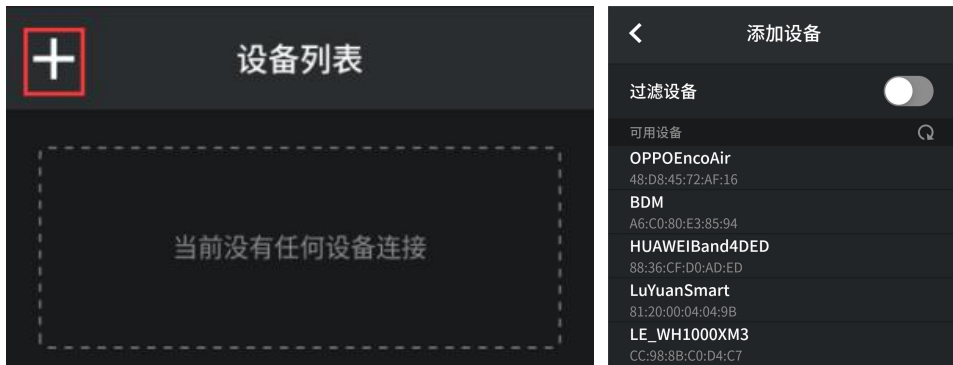 设备列表
当前没有任何设备连接
添加设备
过滤设备
可用设备
OPPOEncoAir
48:D8:45:72:AF:16
BDM
A6:C0:80:E3:85:94
HUAWEIBand4DED
88:36:CF:D0:AD:ED
LuYuanSmart
81:20:00:04:04:9B
LE_WH1000XM3
CC:98:8B:C0:D4:C7